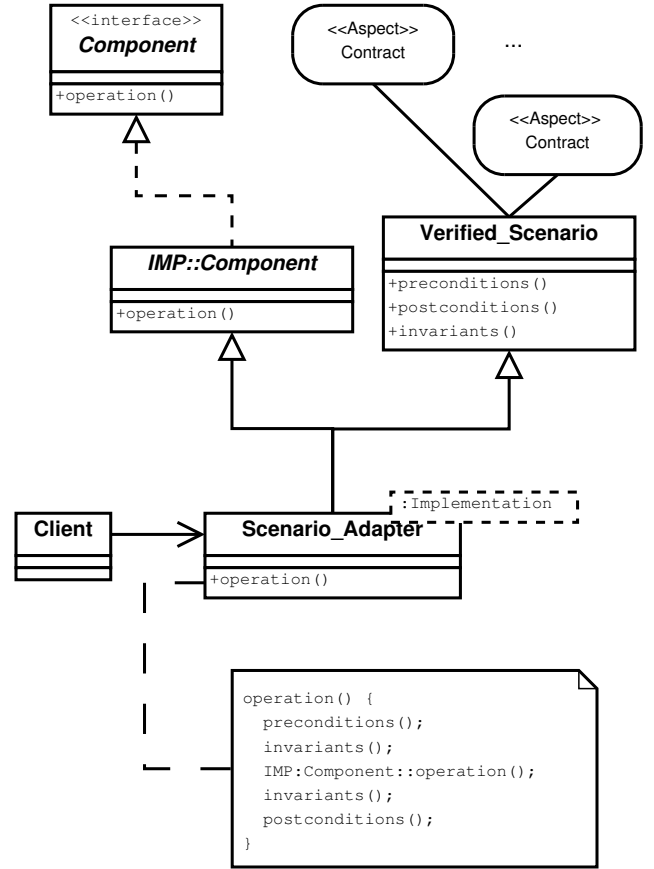 <<interface>>
Component
+operation()
<<Aspect>>
Contract
...
<<Aspect>>
Contract
IMP::Component
+operation()
Verified_Scenario
+preconditions()
+postconditions()
+invariants()
Client
Scenario_Adapter
:Implementation
+operation()
operation() {
preconditions();
invariants();
IMP:Component::operation();
invariants();
postconditions();
}